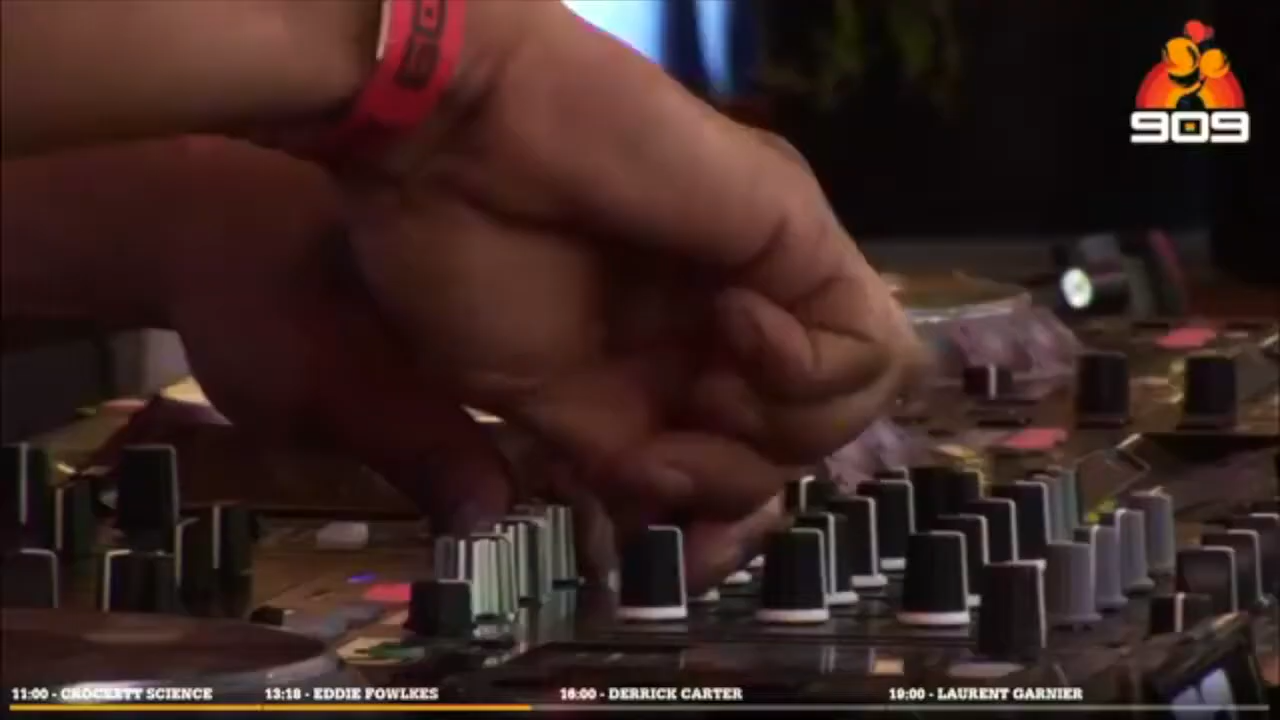 909
11:00 - CROCKETT SCIENCE
13:18 - EDDIE FOWLKES
16:00 - DERRICK CARTER
19:00 - LAURENT GARNIER